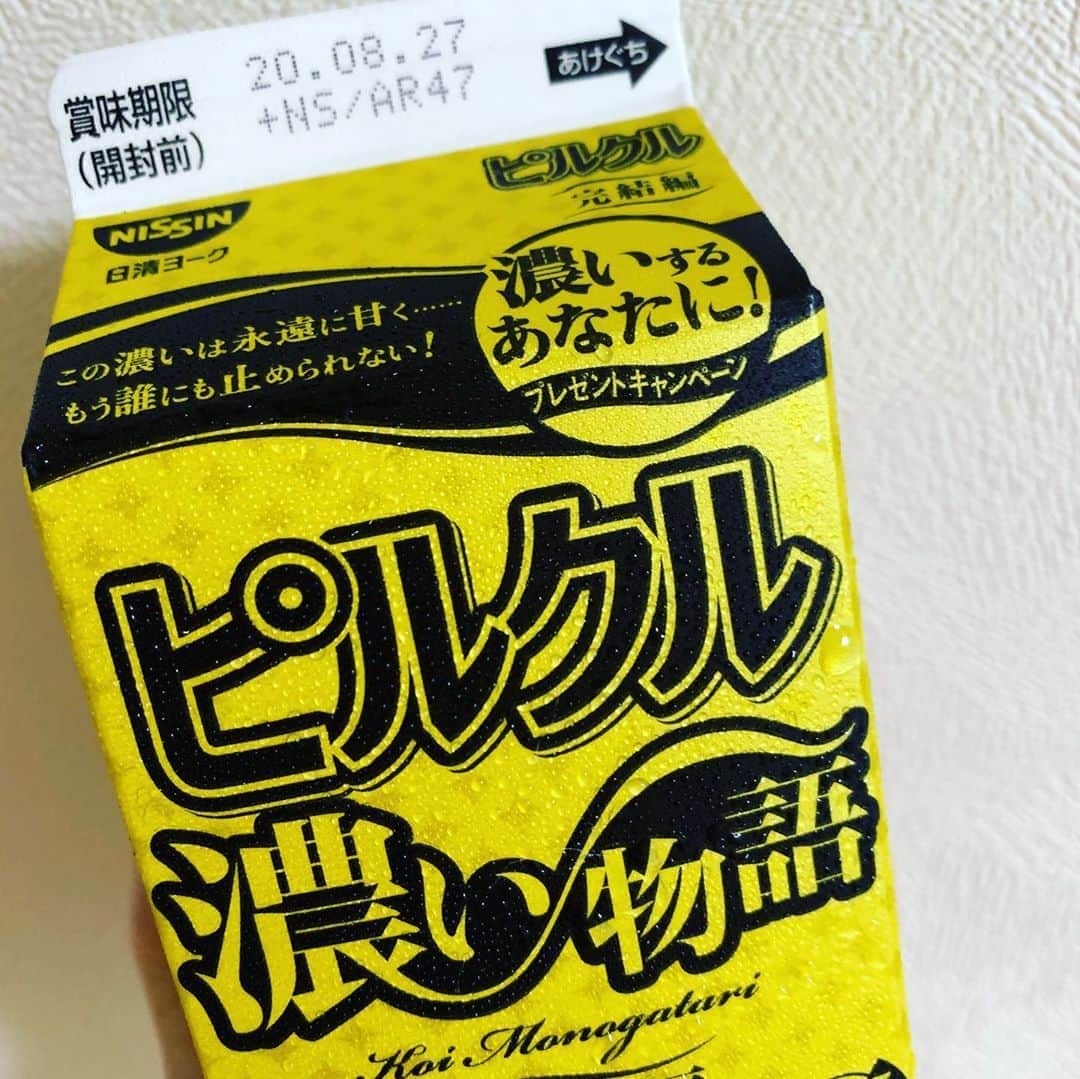 賞味期限
(開封前)
20.08.27
+NS/AR47
あけぐち
NISSIN
日清ヨーク
ピルクル
完結編
この濃いは永遠に甘く……
もう誰にも止められない！
濃いする
あなたに！
プレゼントキャンペーン
ピルクル
濃い物語
Koi Monogatari